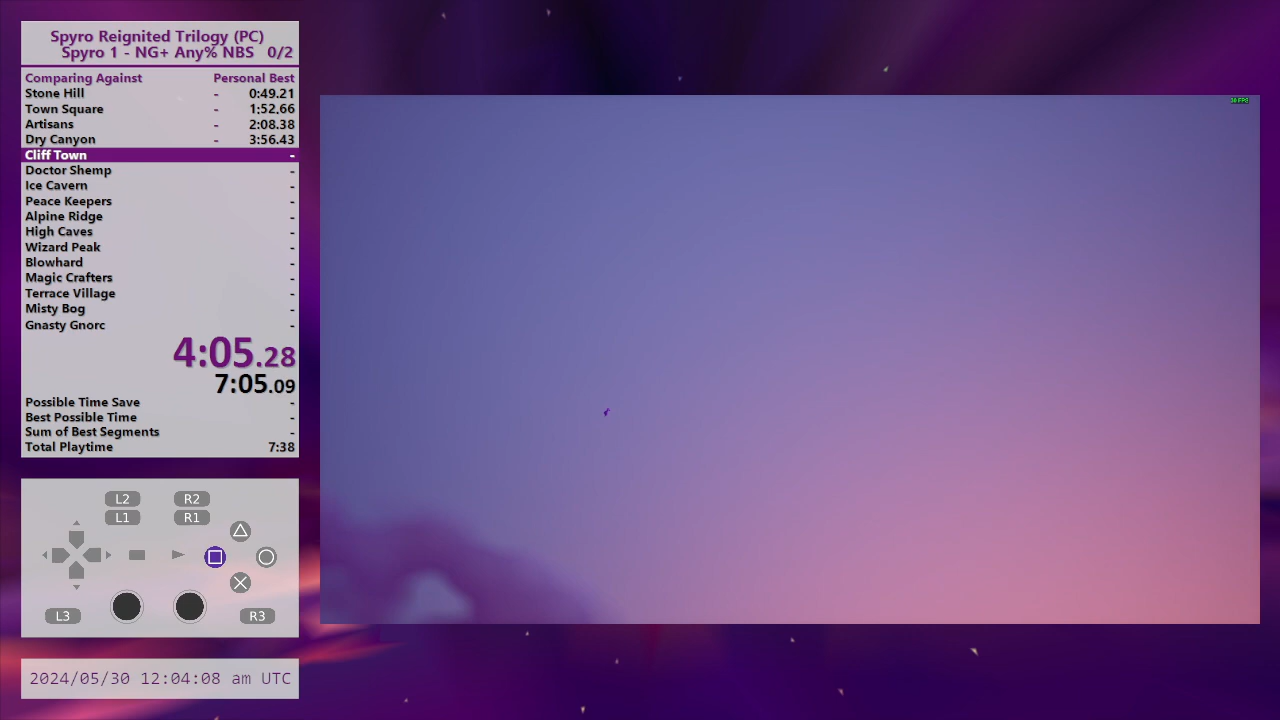 Spyro Reignited Trilogy (PC)
Spyro 1 - NG+ Any% NBS 0/2
Comparing Against Personal Best
Stone Hill - 0:49.21
Town Square - 1:52.66
Artisans - 2:08.38
Dry Canyon - 3:56.43
Cliff Town -
Doctor Shemp -
Ice Cavern -
Peace Keepers -
Alpine Ridge -
High Caves -
Wizard Peak -
Blowhard -
Magic Crafters -
Terrace Village -
Misty Bog -
Gnasty Gnorc -
4:05.28
7:05.09
Possible Time Save -
Best Possible Time -
Sum of Best Segments -
Total Playtime 7:38
30 FPS
L2 R2
L1 R1
L3 R3
2024/05/30 12:04:08 am UTC